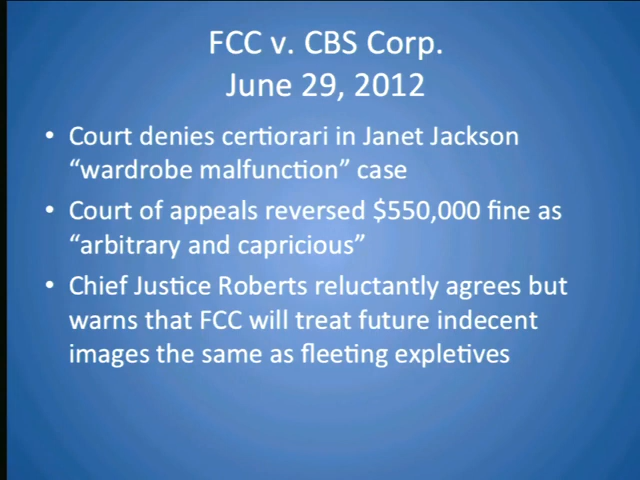 FCC v. CBS Corp.
June 29, 2012
• Court denies certiorari in Janet Jackson
“wardrobe malfunction” case
• Court of appeals reversed $550,000 fine as
“arbitrary and capricious”
• Chief Justice Roberts reluctantly agrees but
warns that FCC will treat future indecent
images the same as fleeting expletives